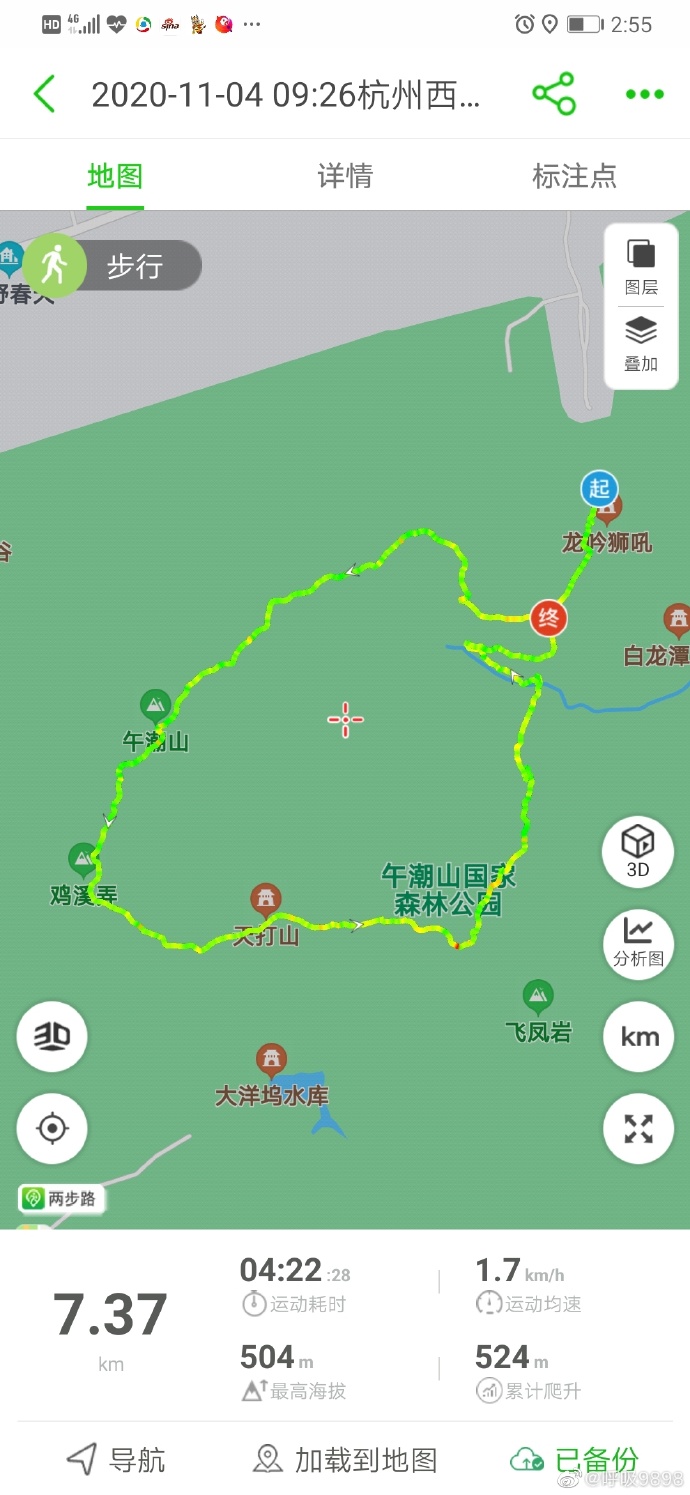 HD 4G 2:55
2020-11-04 09:26杭州西...
地图 详情 标注点
步行
图层
叠加
起
龙吟狮吼
终
白龙潭
午潮山
3D
鸡溪弄
午潮山国家
森林公园
天打山
分析图
飞凤岩
3D
km
大洋坞水库
两步路
7.37
km
04:22:28
运动耗时
1.7 km/h
运动均速
504 m
最高海拔
524 m
累计爬升
导航 加载到地图 已备份
@呼吸9898